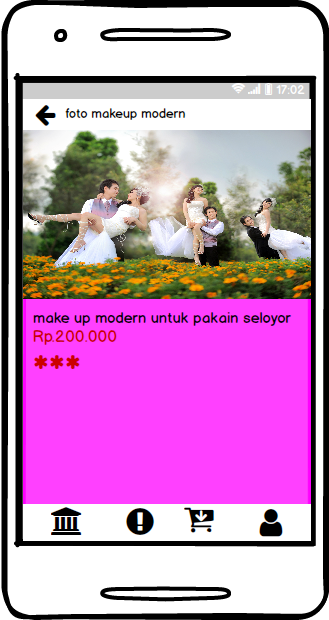 17:02
foto makeup modern
make up modern untuk pakain seloyor
Rp.200.000
***